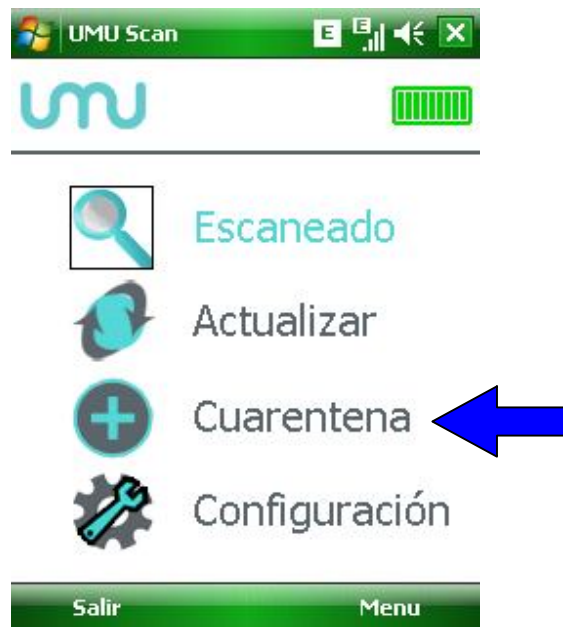 UMU Scan E E
umu
Escaneado
Actualizar
Cuarentena
Configuración
Salir Menu